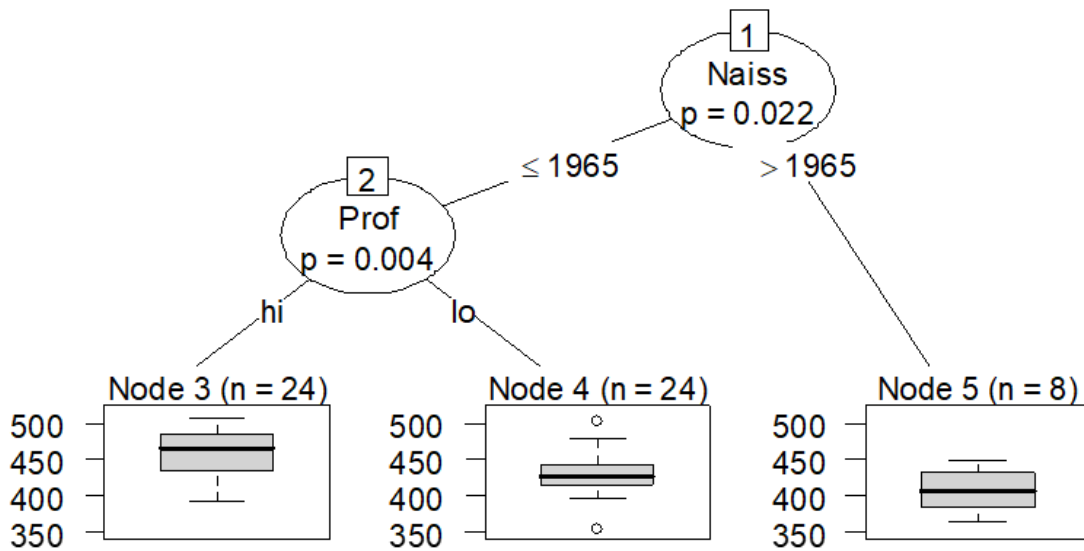 1
Naiss
p = 0.022
≤ 1965
> 1965
2
Prof
p = 0.004
hi
lo
Node 3 (n = 24)
500
450
400
350
Node 4 (n = 24)
500
450
400
350
Node 5 (n = 8)
500
450
400
350